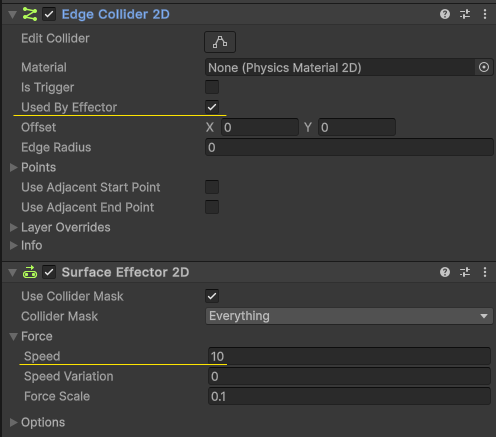 Edge Collider 2D
Edit Collider
Material None (Physics Material 2D)
Is Trigger
Used By Effector
Offset X 0 Y 0
Edge Radius 0
Points
Use Adjacent Start Point
Use Adjacent End Point
Layer Overrides
Info
Surface Effector 2D
Use Collider Mask
Collider Mask Everything
Force
Speed 10
Speed Variation 0
Force Scale 0.1
Options